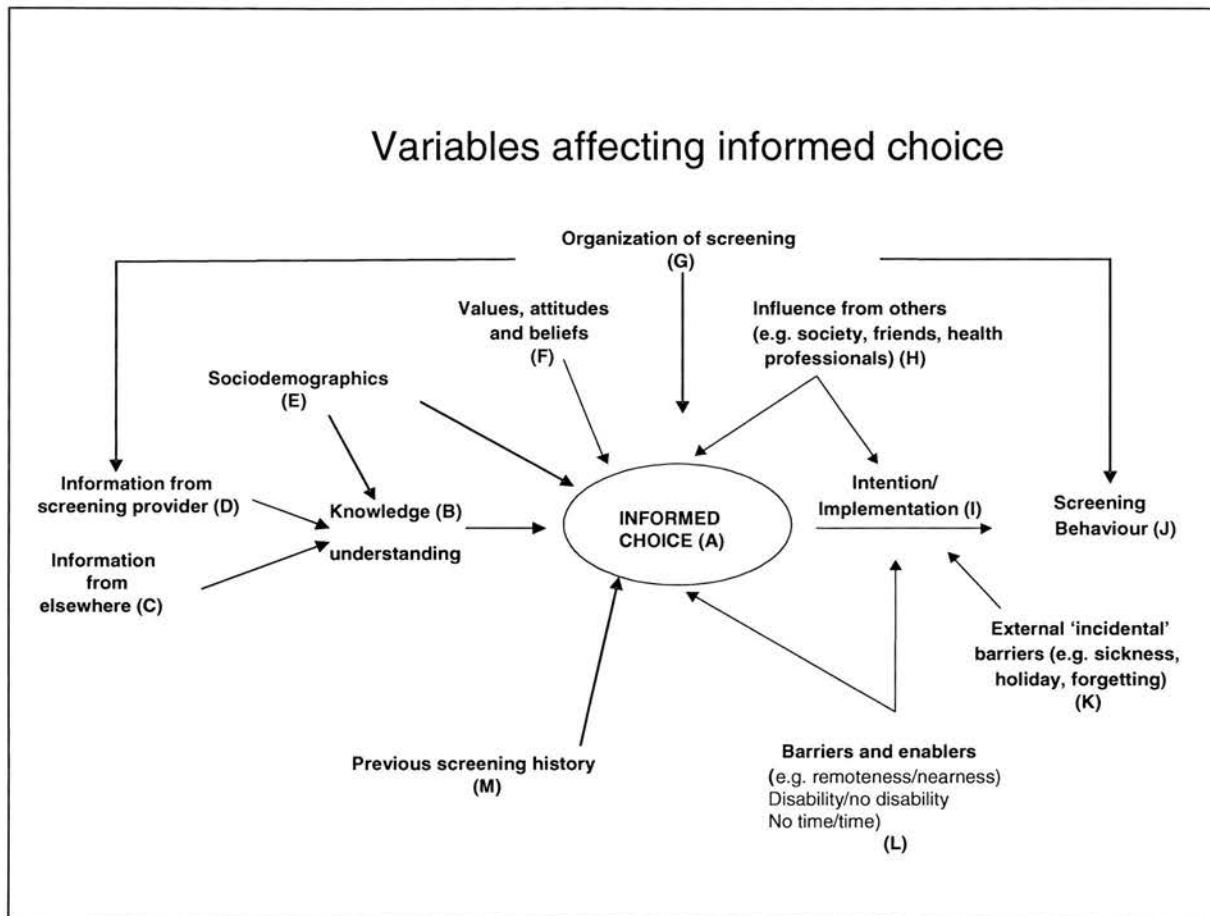 Variables affecting informed choice
Organization of screening
(G)
Values, attitudes
and beliefs
(F)
Influence from others
(e.g. society, friends, health
professionals) (H)
Sociodemographics
(E)
Information from
screening provider (D)
Knowledge (B)
understanding
Information
from
elsewhere (C)
INFORMED
CHOICE (A)
Intention/
Implementation (I)
Screening
Behaviour (J)
External ‘incidental’
barriers (e.g. sickness,
holiday, forgetting)
(K)
Previous screening history
(M)
Barriers and enablers
(e.g. remoteness/nearness)
Disability/no disability
No time/time)
(L)